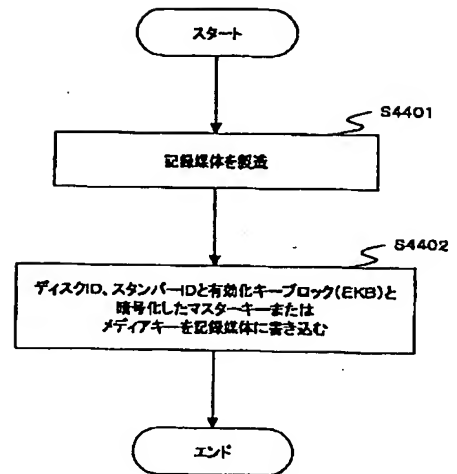 スタート
S4401
記録媒体を製造
S4402
ディスクID、スタンパーIDと有効化キーブロック(EKB)と
暗号化したマスターキーまたは
メディアキーを記録媒体に書き込む
エンド